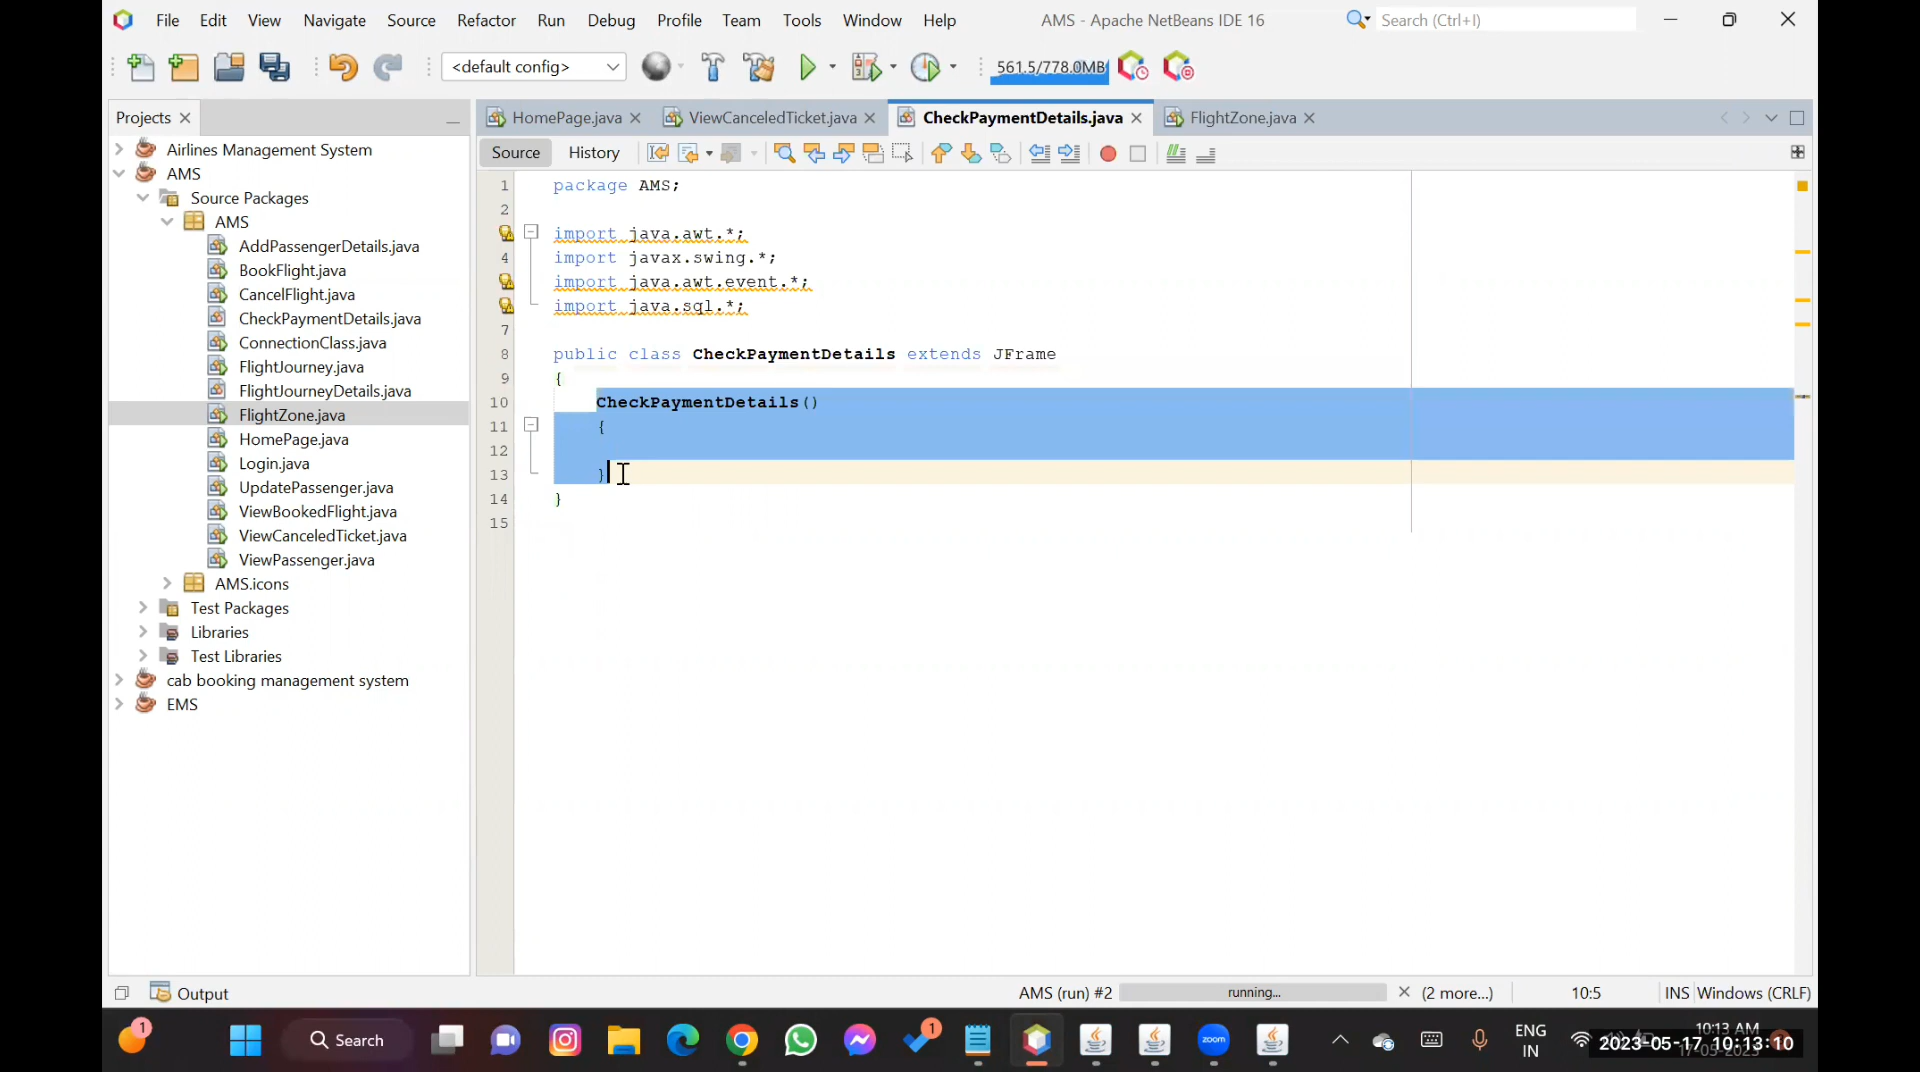 File Edit View Navigate Source Refactor Run Debug Profile Team Tools Window Help AMS - Apache NetBeans IDE 16 Search (Ctrl+I)
<default config> 561.5/778.0MB
Projects HomePage.java ViewCanceledTicket.java CheckPaymentDetails.java FlightZone.java
Source History
Airlines Management System
AMS
Source Packages
AMS
AddPassengerDetails.java
BookFlight.java
CancelFlight.java
CheckPaymentDetails.java
ConnectionClass.java
FlightJourney.java
FlightJourneyDetails.java
FlightZone.java
HomePage.java
Login.java
UpdatePassenger.java
ViewBookedFlight.java
ViewCanceledTicket.java
ViewPassenger.java
AMS.icons
Test Packages
Libraries
Test Libraries
cab booking management system
EMS
1 package AMS;
2
import java.awt.*;
4 import javax.swing.*;
import java.awt.event.*;
import java.sql.*;
7
8 public class CheckPaymentDetails extends JFrame
9 {
10 CheckPaymentDetails()
11 {
12
13 }
14 }
15
Output AMS (run) #2 running... (2 more...) 10:5 INS Windows (CRLF)
1 Search 1 zoom ENG
IN
10:13 AM
17-05-2023
2023-05-17 10:13:10